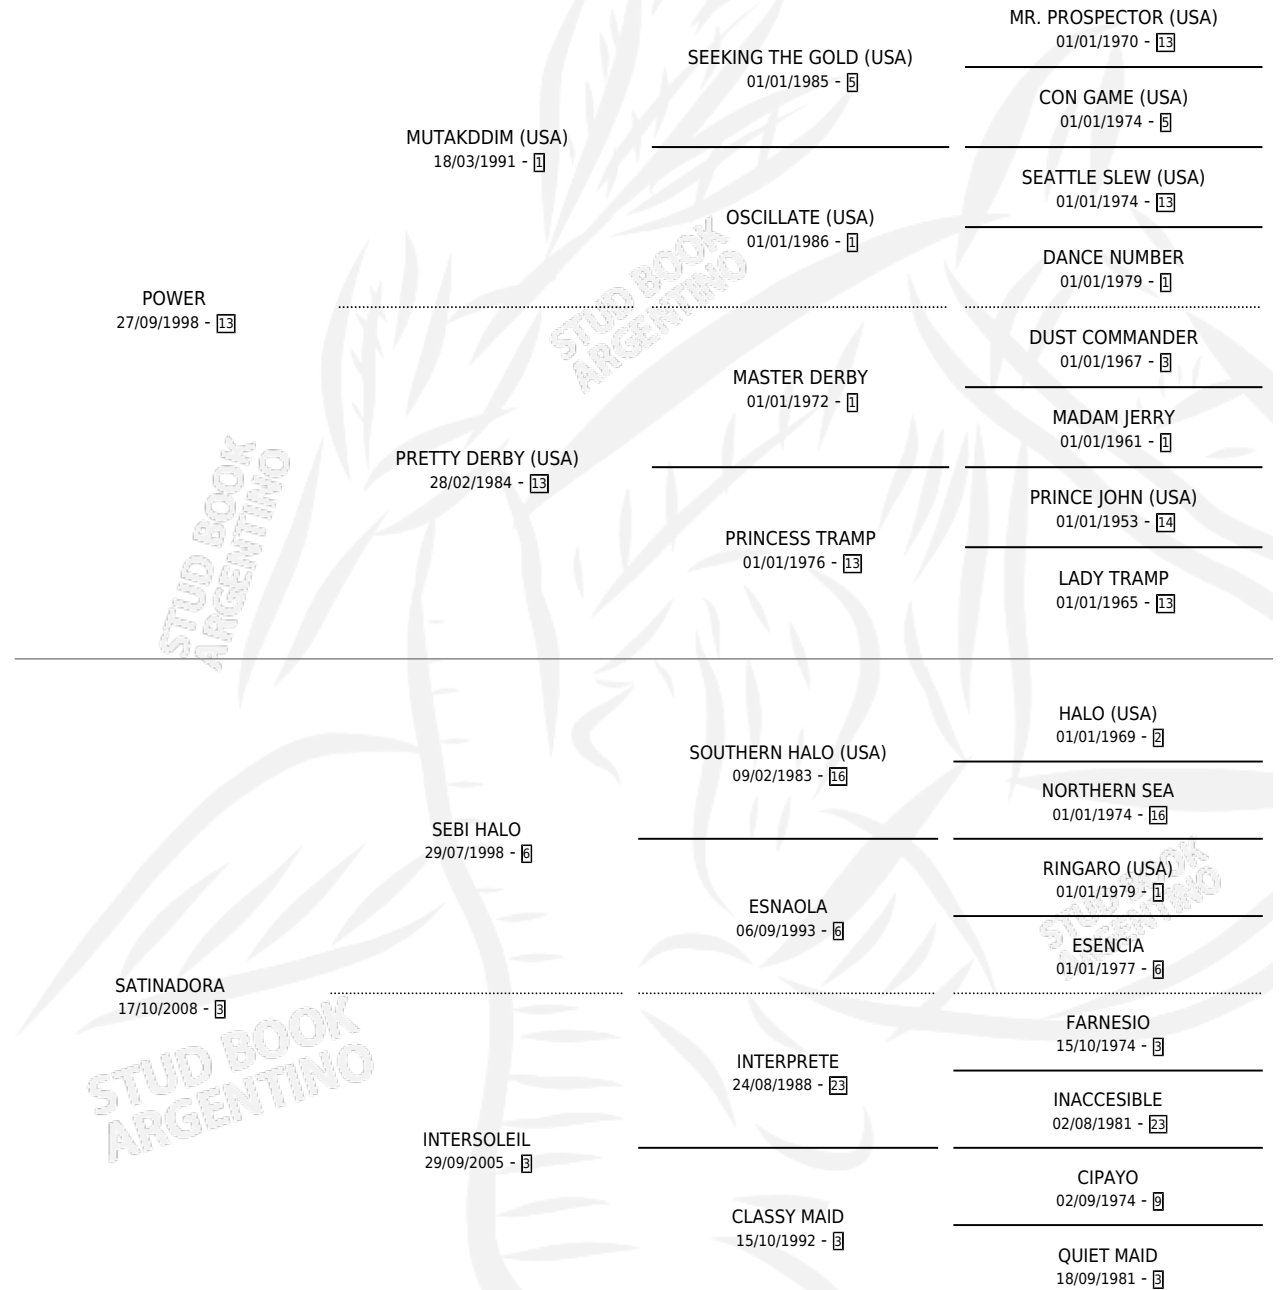 MR. PROSPECTOR (USA)
01/01/1970 - 13
SEEKING THE GOLD (USA)
01/01/1985 - 5
CON GAME (USA)
01/01/1974 - 5
MUTAKDDIM (USA)
18/03/1991 - 1
SEATTLE SLEW (USA)
01/01/1974 - 13
OSCILLATE (USA)
01/01/1986 - 1
DANCE NUMBER
01/01/1979 - 1
POWER
27/09/1998 - 13
DUST COMMANDER
01/01/1967 - 3
MASTER DERBY
01/01/1972 - 1
MADAM JERRY
01/01/1961 - 1
PRETTY DERBY (USA)
28/02/1984 - 13
PRINCE JOHN (USA)
01/01/1953 - 14
PRINCESS TRAMP
01/01/1976 - 13
LADY TRAMP
01/01/1965 - 13
HALO (USA)
01/01/1969 - 2
SOUTHERN HALO (USA)
09/02/1983 - 16
NORTHERN SEA
01/01/1974 - 16
SEBI HALO
29/07/1998 - 6
RINGARO (USA)
01/01/1979 - 1
ESNAOLA
06/09/1993 - 6
ESENCIA
01/01/1977 - 6
SATINADORA
17/10/2008 - 3
FARNESIO
15/10/1974 - 3
INTERPRETE
24/08/1988 - 23
INACCESIBLE
02/08/1981 - 23
INTERSOLEIL
29/09/2005 - 3
CIPAYO
02/09/1974 - 9
CLASSY MAID
15/10/1992 - 3
QUIET MAID
18/09/1981 - 3
STUD BOOK
ARGENTINO
STUD BOOK
ARGENTINO
STUD BOOK
ARGENTINO
STUD BOOK
ARGENTINO